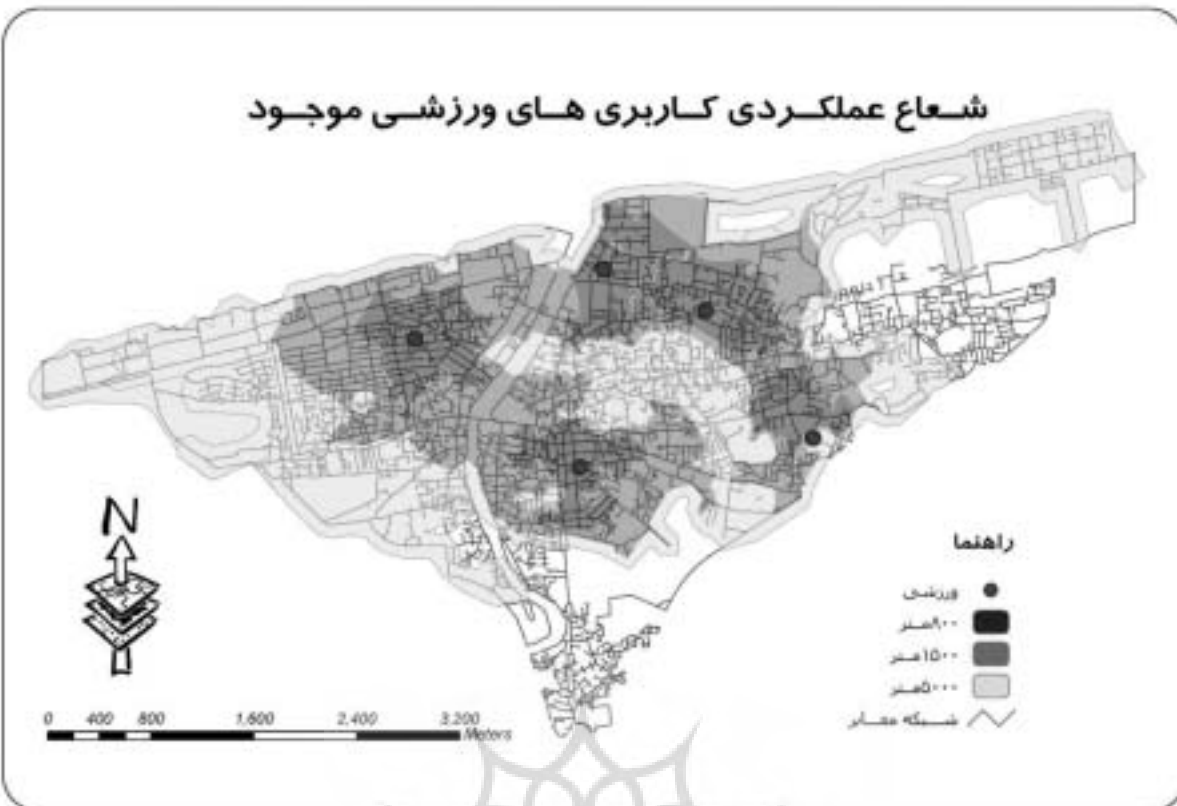 شعاع عملکردی کاربری های ورزشی موجود
N
راهنما
ورزشی
۸۰۰متر
۱۵۰۰متر
۵۰۰۰متر
شبکه معابر
0 400 800 1,600 2,400 3,200
Meters